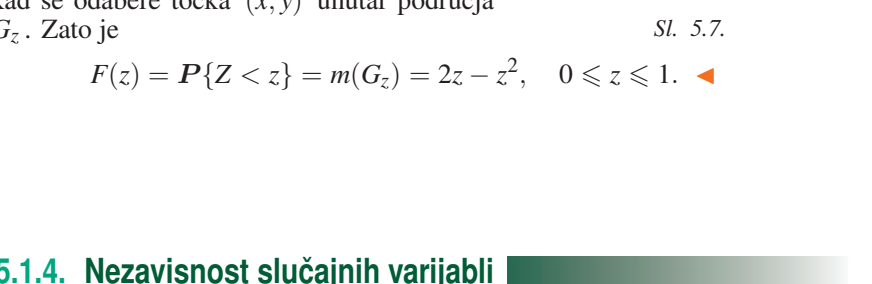 kad se odabere točka (x, y) unutar područja
G_z. Zato je
Sl. 5.7.
F(z) = P{Z < z} = m(G_z) = 2z − z², 0 ⩽ z ⩽ 1. ◀
5.1.4. Nezavisnost slučajnih varijabli